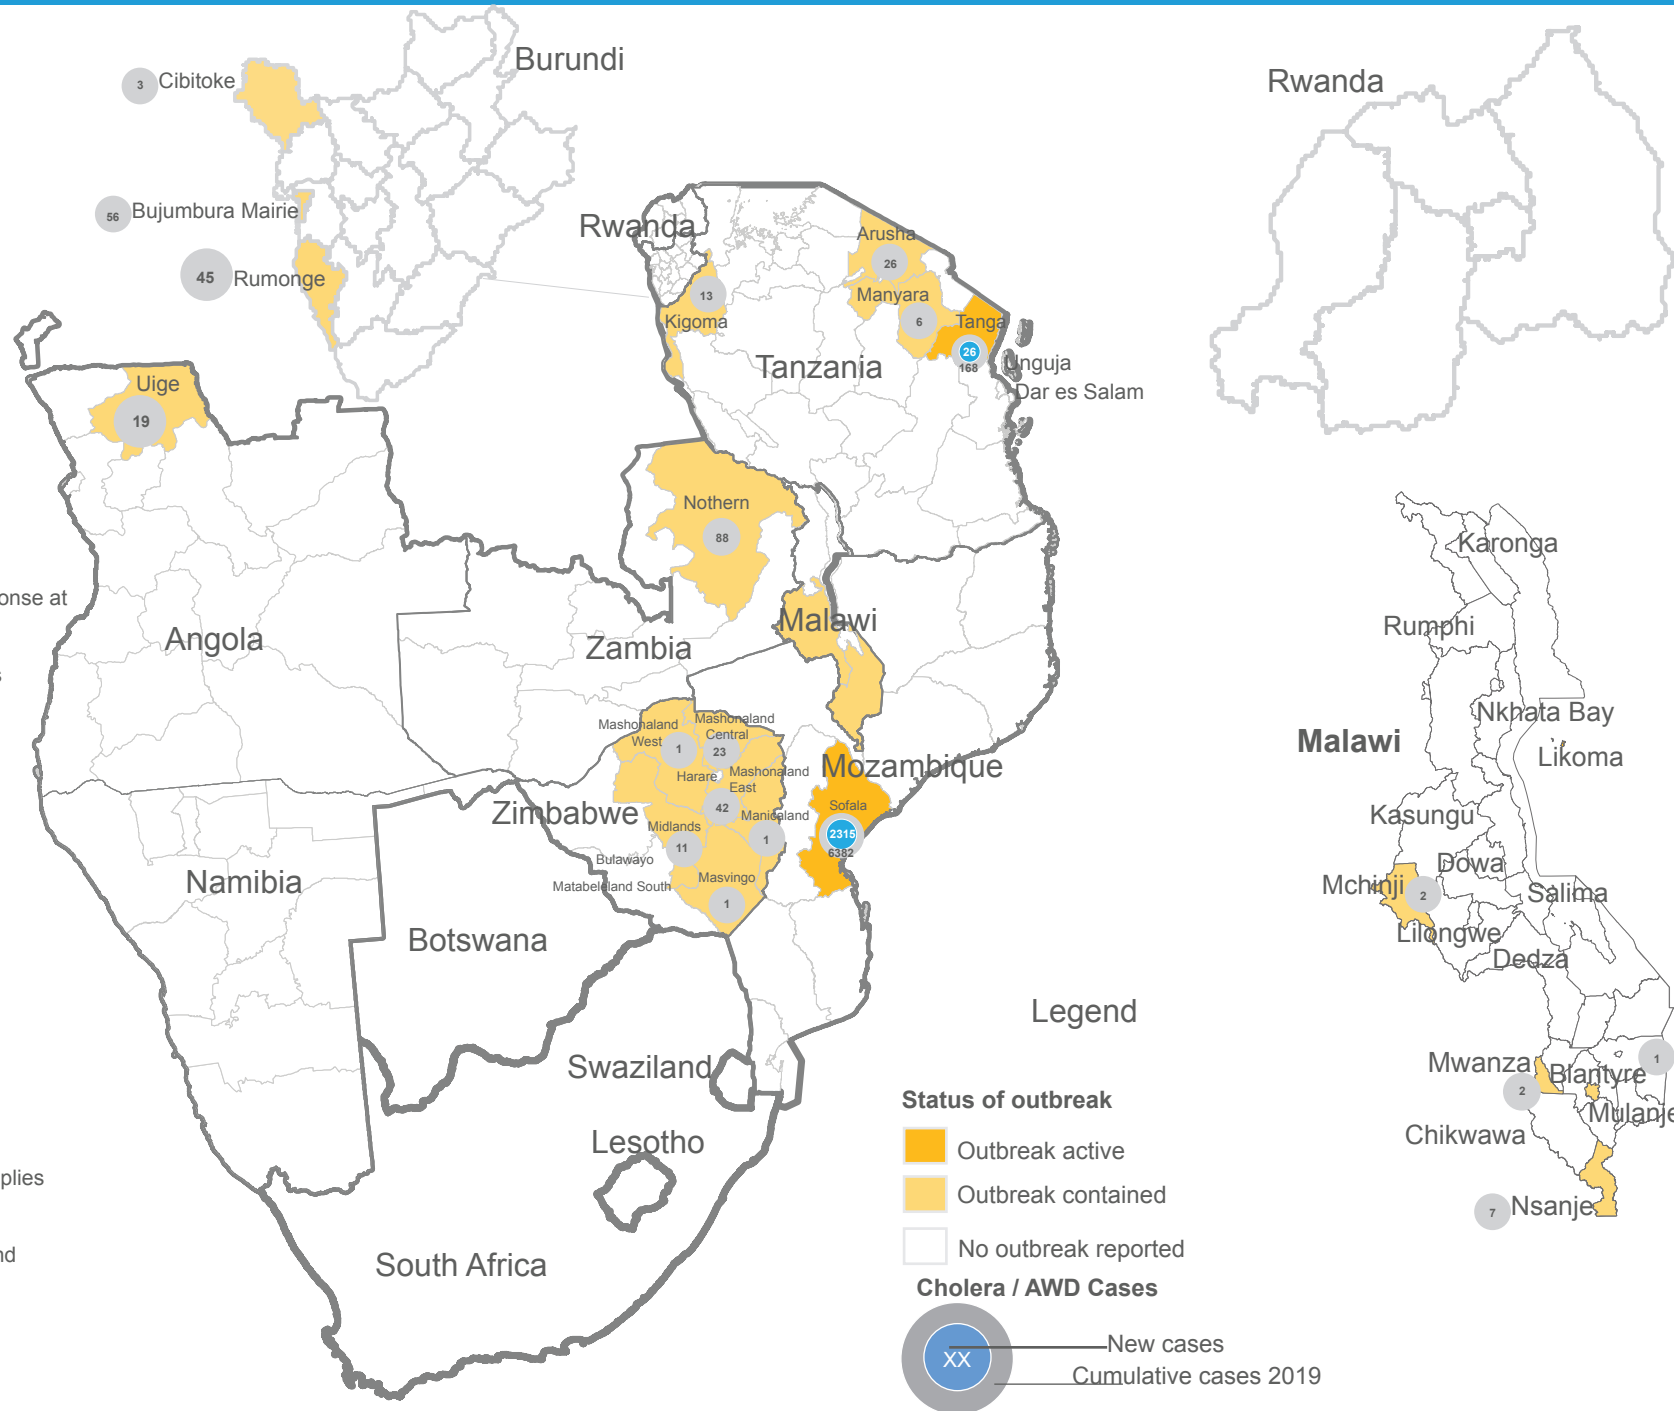 Burundi
3 Cibitoke
56 Bujumbura Mairie
45 Rumonge
Rwanda
Rwanda
Arusha
26
13
Kigoma
Manyara
6
Tanga
26
168
Unguja
Dar es Salam
Tanzania
Uige
19
Nothern
88
onse at
s
Angola
Zambia
Malawi
Mashonaland
West
1
Mashonaland
Central
23
Harare
Mashonaland
East
42
Zimbabwe
Midlands
11
Manicaland
1
Bulawayo
Matabeleland South
Masvingo
1
Mozambique
Sofala
2315
6382
Namibia
Botswana
Swaziland
Lesotho
South Africa
plies
nd
Karonga
Rumphi
Nkhata Bay
Malawi
Likoma
Kasungu
Dowa
Mchinji
2
Salima
Lilongwe
Dedza
Mwanza
2
Blantyre
1
Mulanje
Chikwawa
7 Nsanje
Legend
Status of outbreak
Outbreak active
Outbreak contained
No outbreak reported
Cholera / AWD Cases
XX
New cases
Cumulative cases 2019